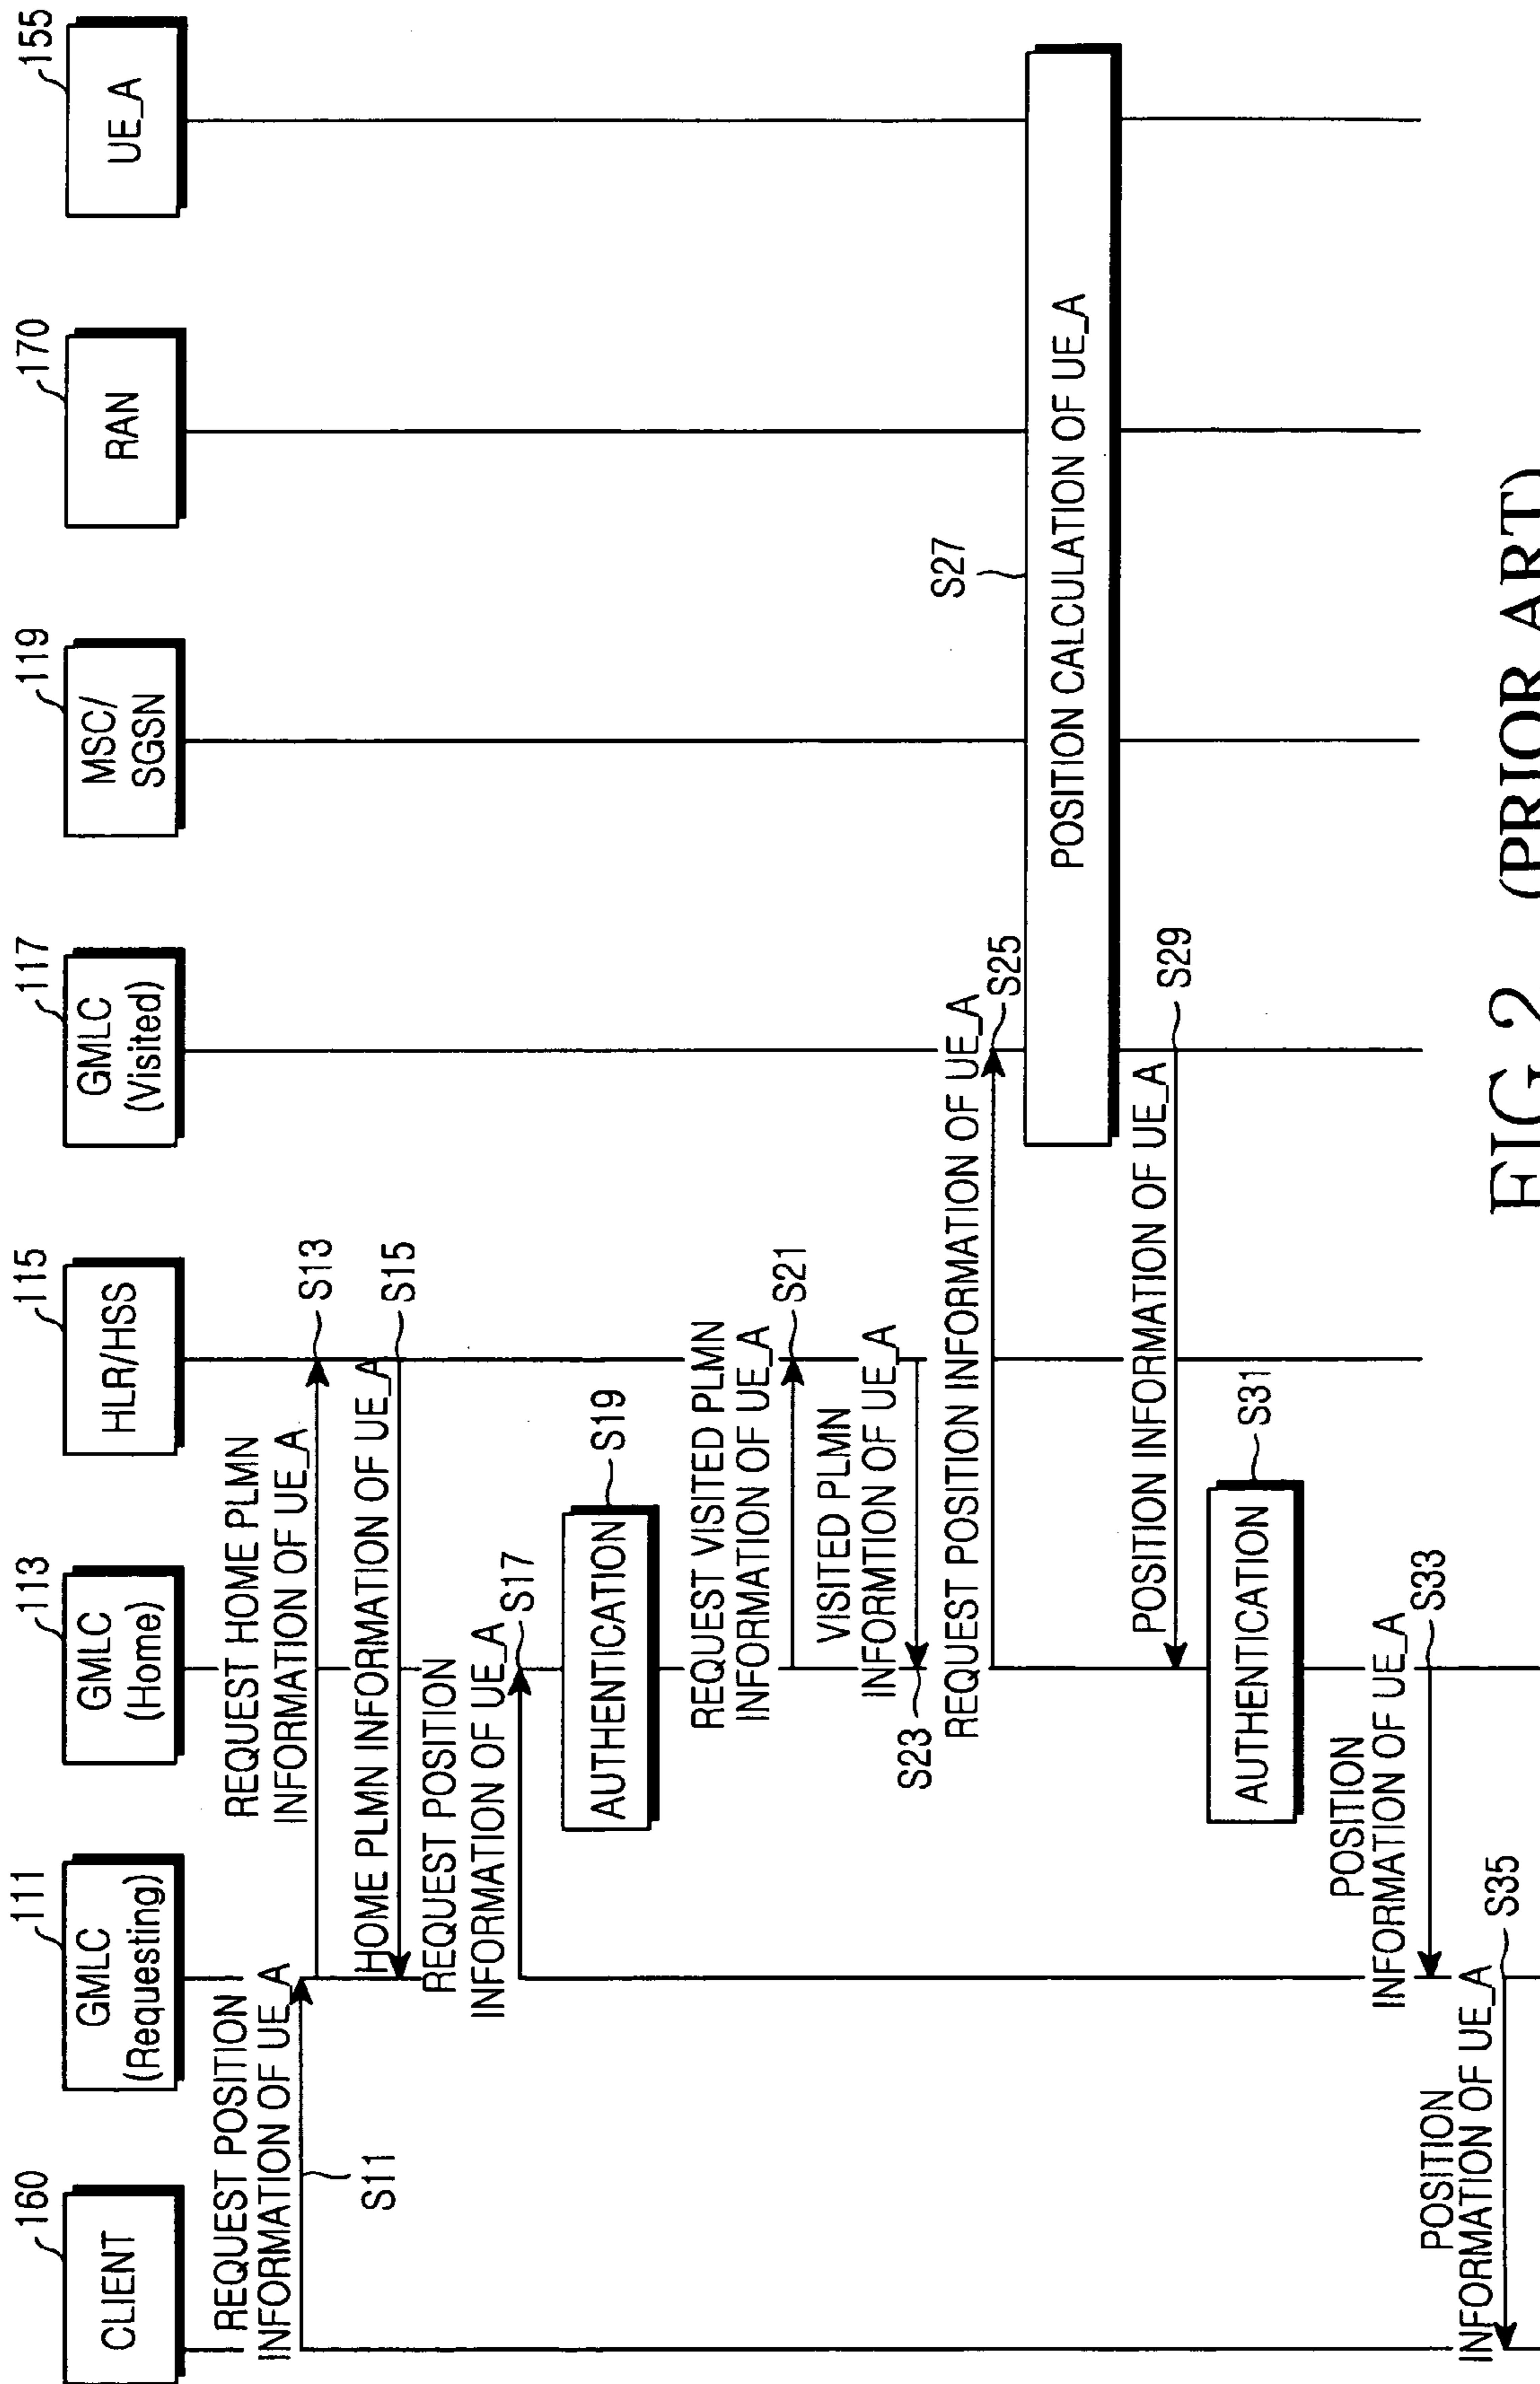 160
CLIENT
111
GMLC
(Requesting)
113
GMLC
(Home)
115
HLR/HSS
117
GMLC
(Visited)
119
MSC/
SGSN
170
RAN
155
UE_A
REQUEST POSITION
INFORMATION OF UE_A
S11
REQUEST HOME PLMN
INFORMATION OF UE_A
S13
HOME PLMN INFORMATION OF UE_A
S15
REQUEST POSITION
INFORMATION OF UE_A
S17
AUTHENTICATION
S19
REQUEST VISITED PLMN
INFORMATION OF UE_A
S21
VISITED PLMN
INFORMTION OF UE_A
S23
REQUEST POSITION INFORMATION OF UE_A
S25
S27
POSITION CALCULATION OF UE_A
POSITION INFORMATION OF UE_A
S29
AUTHENTICATION
S31
POSITION
INFORMATION OF UE_A
S33
POSITION
INFORMATION OF UE_A
S35
FIG.2 (PRIOR ART)